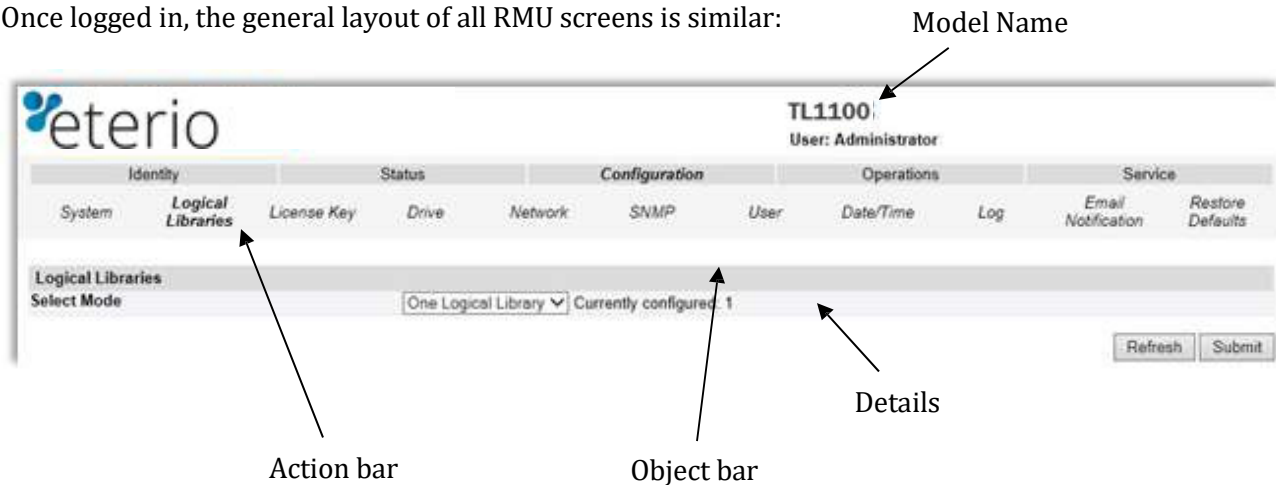 Once logged in, the general layout of all RMU screens is similar:
Model Name
eterio
TL1100
User: Administrator
Identity Status Configuration Operations Service
System Logical Libraries License Key Drive Network SNMP User Date/Time Log Email Notification Restore Defaults
Logical Libraries
Select Mode One Logical Library Currently configured: 1
Refresh Submit
Details
Action bar Object bar